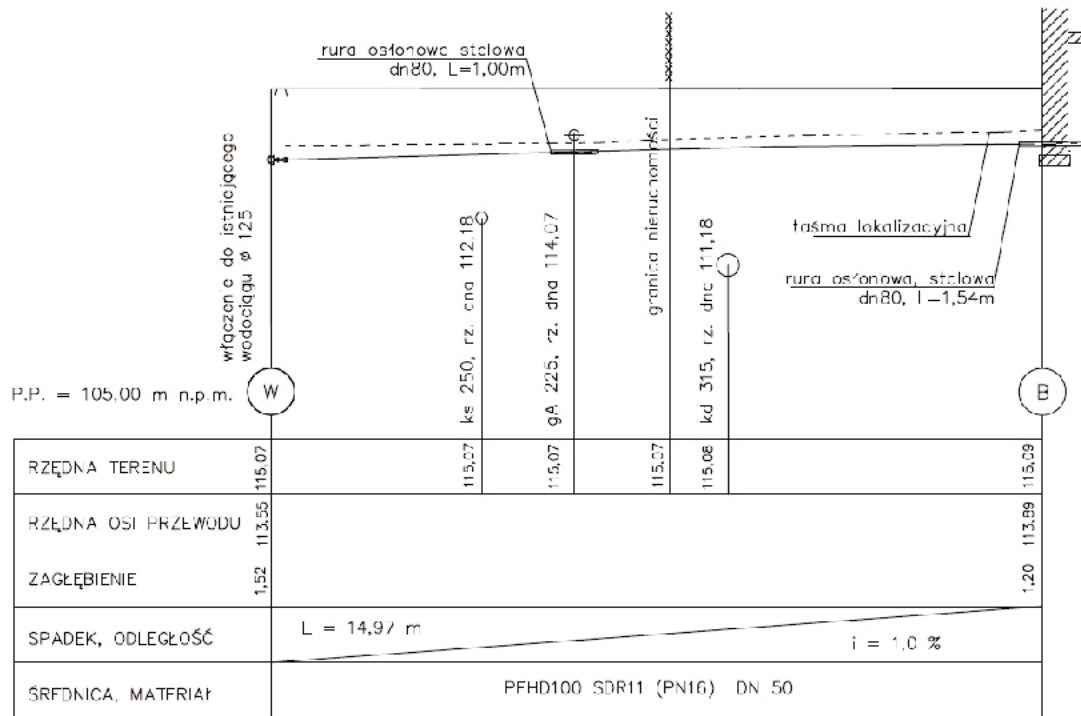 rura osłonowa stalowa
dn80, L=1,00m
włączenie do istniejącego
wodociągu ø 125
ks 250, rz. dna 112,18
gA 225, rz. dna 114,07
granica nieruchomości
kd 315, rz. dna 111,18
taśma lokalizacyjna
rura osłonowa, stalowa
dn80, L=1,54m
P.P. = 105,00 m n.p.m.
W
B
RZĘDNA TERENU
115,07
115,07
115,07
115,07
115,08
115,09
RZĘDNA OSI PRZEWODU
113,55
113,89
ZAGŁĘBIENIE
1,52
1,20
SPADEK, ODLEGŁOŚĆ
L = 14,97 m
i = 1,0 %
ŚREDNICA, MATERIAŁ
PEHD100 SDR11 (PN16) DN 50